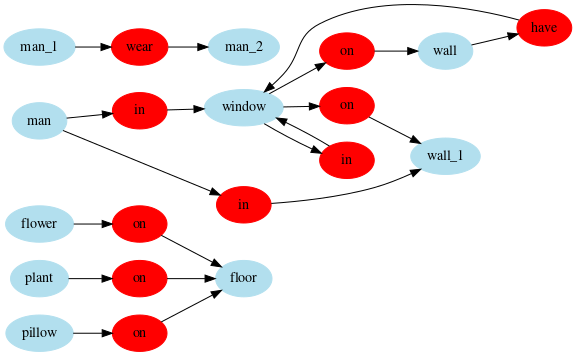 have
man_1 wear man_2 on wall
man in window on
in wall_1
in
flower on
plant on floor
pillow on